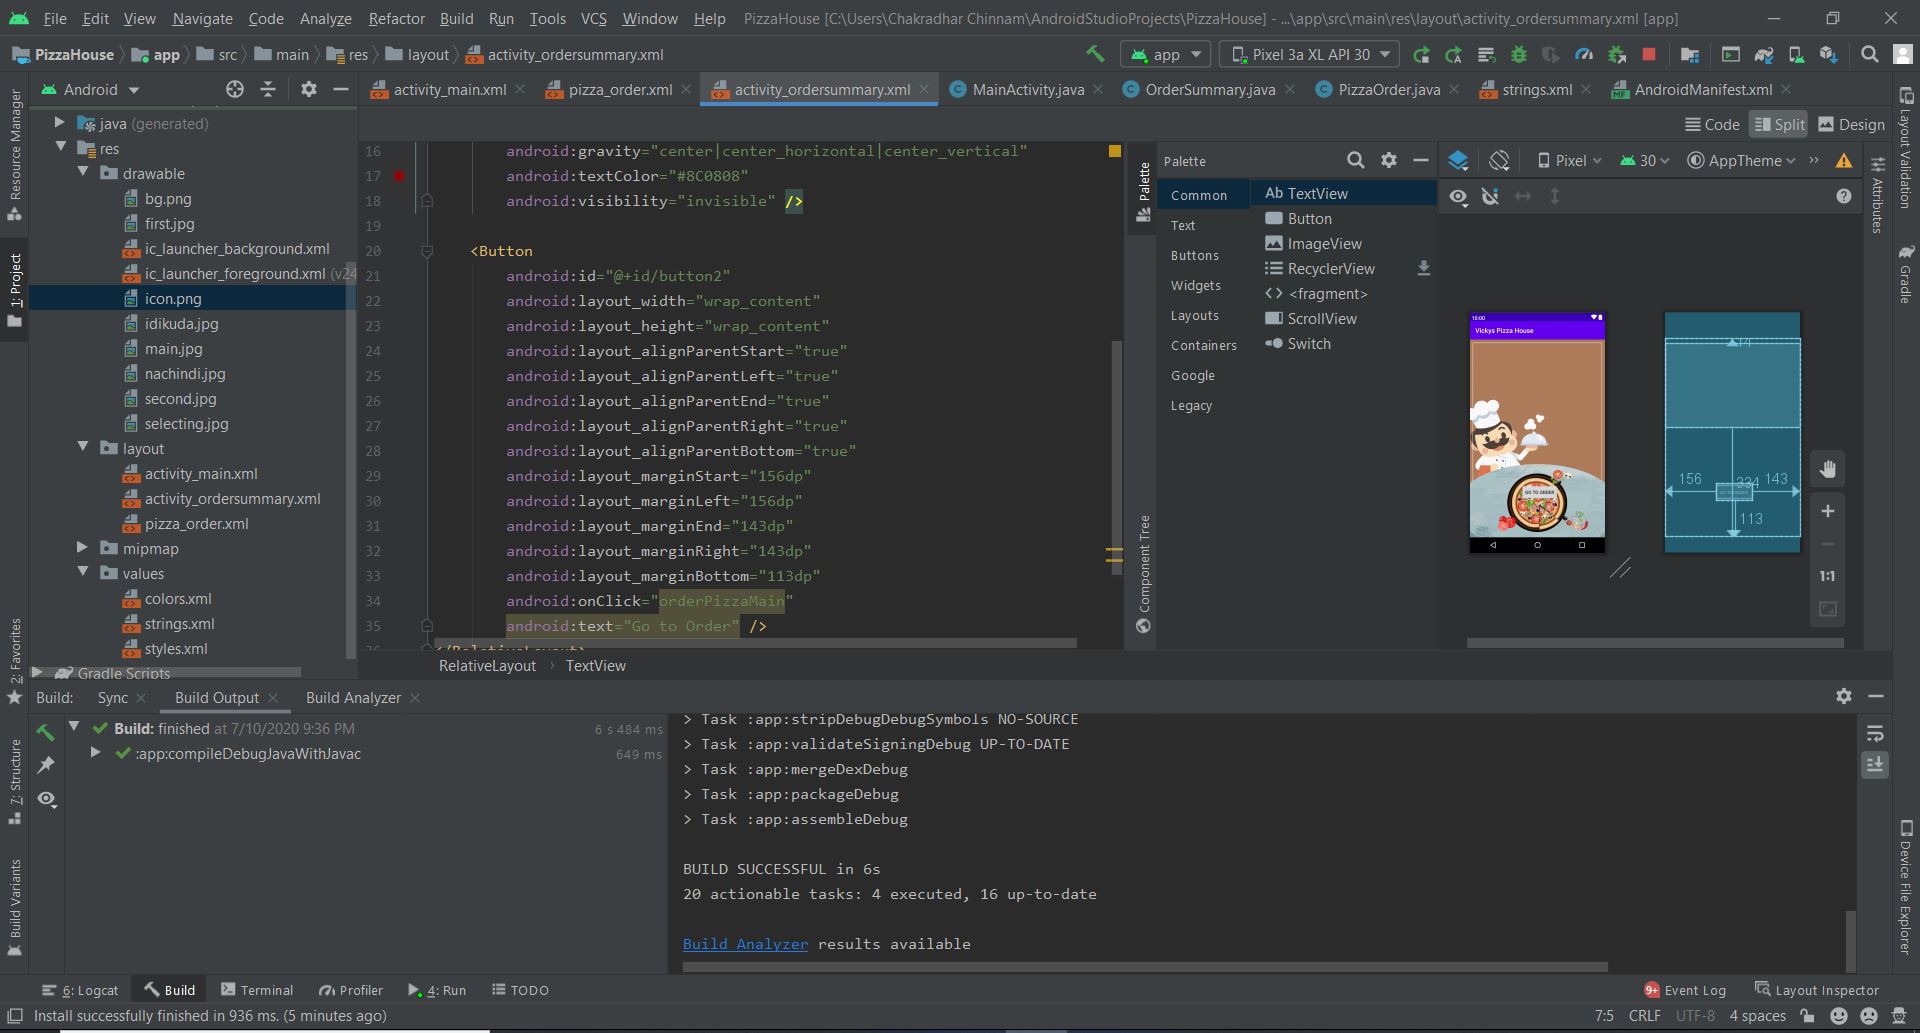 File Edit View Navigate Code Analyze Refactor Build Run Tools VCS Window Help PizzaHouse [C:\Users\Chakradhar Chinnam\AndroidStudioProjects\PizzaHouse] - ...\app\src\main\res\layout\activity_ordersummary.xml [app]
PizzaHouse app src main res layout activity_ordersummary.xml app Pixel 3a XL API 30
Android activity_main.xml pizza_order.xml activity_ordersummary.xml MainActivity.java OrderSummary.java PizzaOrder.java strings.xml AndroidManifest.xml
Code Split Design
Resource Manager
1: Project
2: Favorites
7: Structure
Build Variants
java (generated)
res
drawable
bg.png
first.jpg
ic_launcher_background.xml
ic_launcher_foreground.xml (v24
icon.png
idikuda.jpg
main.jpg
nachindi.jpg
second.jpg
selecting.jpg
layout
activity_main.xml
activity_ordersummary.xml
pizza_order.xml
mipmap
values
colors.xml
strings.xml
styles.xml
Gradle Scripts
16 android:gravity="center|center_horizontal|center_vertical"
17 android:textColor="#8C0808"
18 android:visibility="invisible" />
19
20 <Button
21 android:id="@+id/button2"
22 android:layout_width="wrap_content"
23 android:layout_height="wrap_content"
24 android:layout_alignParentStart="true"
25 android:layout_alignParentLeft="true"
26 android:layout_alignParentEnd="true"
27 android:layout_alignParentRight="true"
28 android:layout_alignParentBottom="true"
29 android:layout_marginStart="156dp"
30 android:layout_marginLeft="156dp"
31 android:layout_marginEnd="143dp"
32 android:layout_marginRight="143dp"
33 android:layout_marginBottom="113dp"
34 android:onClick="orderPizzaMain"
35 android:text="Go to Order" />
36 </RelativeLayout>
RelativeLayout TextView
Palette
Component Tree
Palette
Common
Text
Buttons
Widgets
Layouts
Containers
Google
Legacy
Ab TextView
Button
ImageView
RecyclerView
<fragment>
ScrollView
Switch
Pixel 30 AppTheme
10:00
Vickys Pizza House
GO TO ORDER
156 334 143
113
1:1
Attributes
Layout Validation
Gradle
Device File Explorer
Build: Sync Build Output Build Analyzer
Build: finished at 7/10/2020 9:36 PM 6 s 484 ms
:app:compileDebugJavaWithJavac 649 ms
> Task :app:stripDebugDebugSymbols NO-SOURCE
> Task :app:validateSigningDebug UP-TO-DATE
> Task :app:mergeDexDebug
> Task :app:packageDebug
> Task :app:assembleDebug
BUILD SUCCESSFUL in 6s
20 actionable tasks: 4 executed, 16 up-to-date
Build Analyzer results available
6: Logcat Build Terminal Profiler 4: Run TODO 9+ Event Log Layout Inspector
Install successfully finished in 936 ms. (5 minutes ago) 7:5 CRLF UTF-8 4 spaces